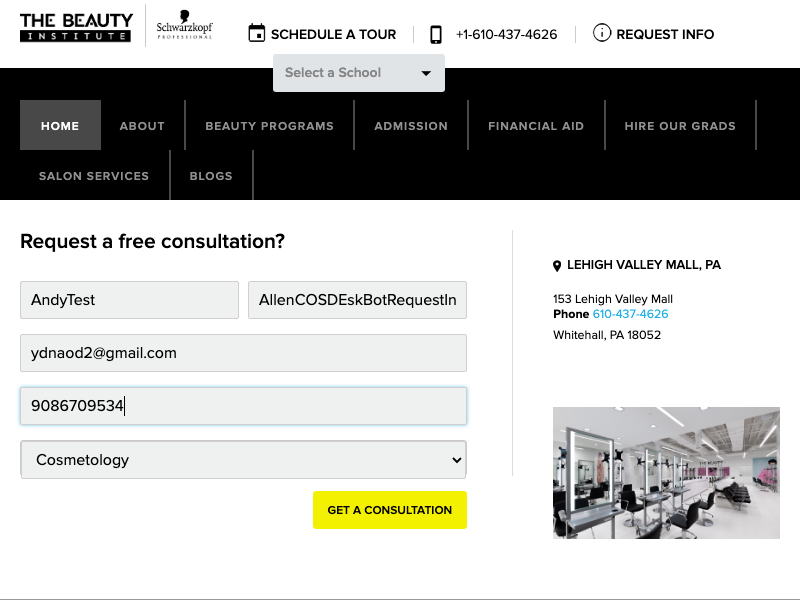 THE BEAUTY
INSTITUTE
Schwarzkopf
PROFESSIONAL
SCHEDULE A TOUR
+1-610-437-4626
REQUEST INFO
Select a School
HOME
ABOUT
BEAUTY PROGRAMS
ADMISSION
FINANCIAL AID
HIRE OUR GRADS
SALON SERVICES
BLOGS
Request a free consultation?
AndyTest
AllenCOSDEskBotRequestIn
ydnaod2@gmail.com
9086709534
Cosmetology
GET A CONSULTATION
LEHIGH VALLEY MALL, PA
153 Lehigh Valley Mall
Phone 610-437-4626
Whitehall, PA 18052
THE BEAUTY